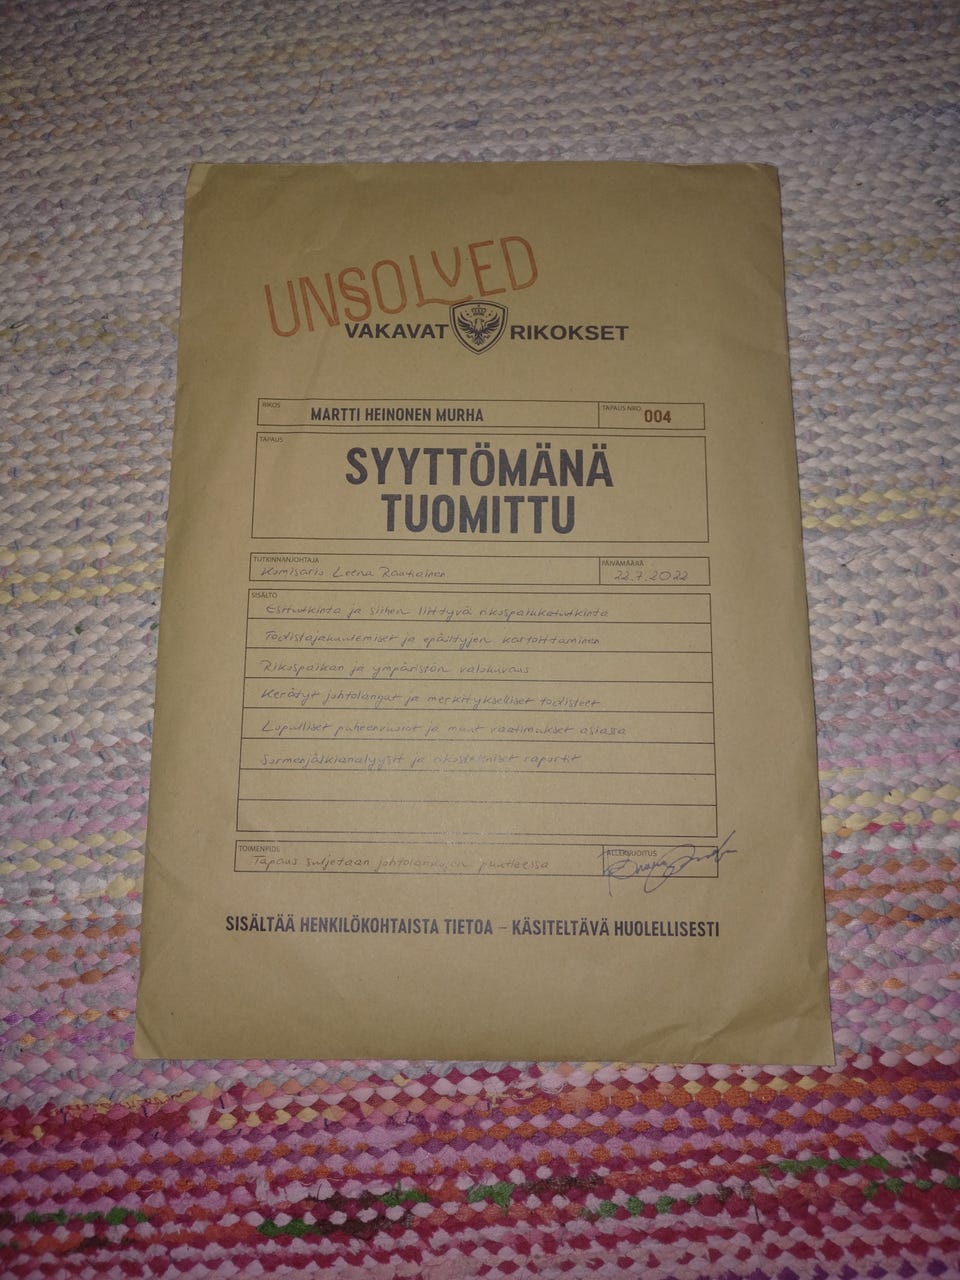 UNSOLVED
VAKAVAT RIKOKSET
RIKOS
MARTTI HEINONEN MURHA
TAPAUS NRO.
004
TAPAUS
SYYTTÖMÄNÄ
TUOMITTU
TUTKINNANJOHTAJA
Komisario Leena Rautiainen
PÄIVÄMÄÄRÄ
22.7.2022
SISÄLTÖ
Esitutkinta ja siihen liittyvä rikospaikkatutkinta
Todistajakuulemiset ja epäiltyjen kartoittaminen
Rikospaikan ja ympäristön valokuvaus
Kerätyt johtolangat ja merkitykselliset todisteet
Lopulliset puheenvuorot ja muut vaatimukset asiassa
Sormenjälkianalyysit ja rikostekniset raportit
TOIMENPIDE
Tapaus suljetaan johtolankojen puutteessa
ALLEKIRJOITUS
SISÄLTÄÄ HENKILÖKOHTAISTA TIETOA – KÄSITELTÄVÄ HUOLELLISESTI